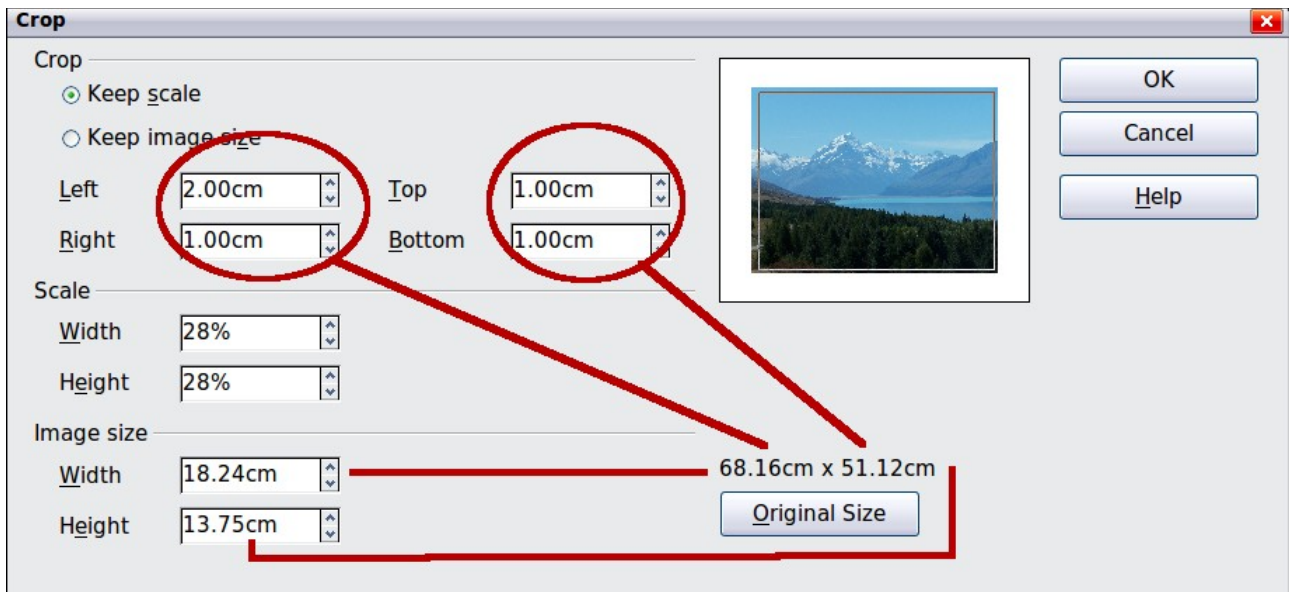 Crop
Crop
Keep scale
Keep image size
Left 2.00cm Top 1.00cm
Right 1.00cm Bottom 1.00cm
Scale
Width 28%
Height 28%
Image size
Width 18.24cm
Height 13.75cm
68.16cm x 51.12cm
Original Size
OK
Cancel
Help